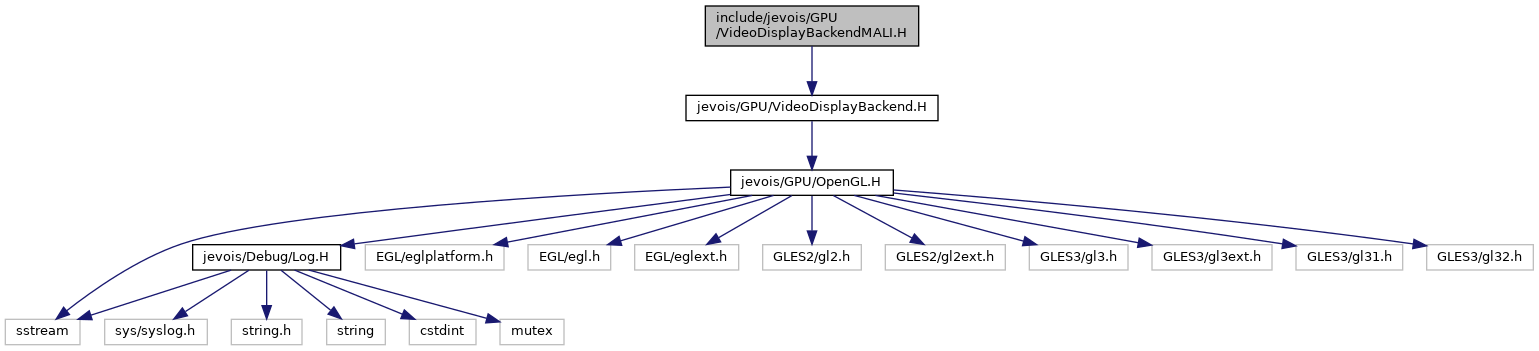 include/jevois/GPU
/VideoDisplayBackendMALI.H
jevois/GPU/VideoDisplayBackend.H
jevois/GPU/OpenGL.H
jevois/Debug/Log.H
EGL/eglplatform.h
EGL/egl.h
EGL/eglext.h
GLES2/gl2.h
GLES2/gl2ext.h
GLES3/gl3.h
GLES3/gl3ext.h
GLES3/gl31.h
GLES3/gl32.h
sstream
sys/syslog.h
string.h
string
cstdint
mutex